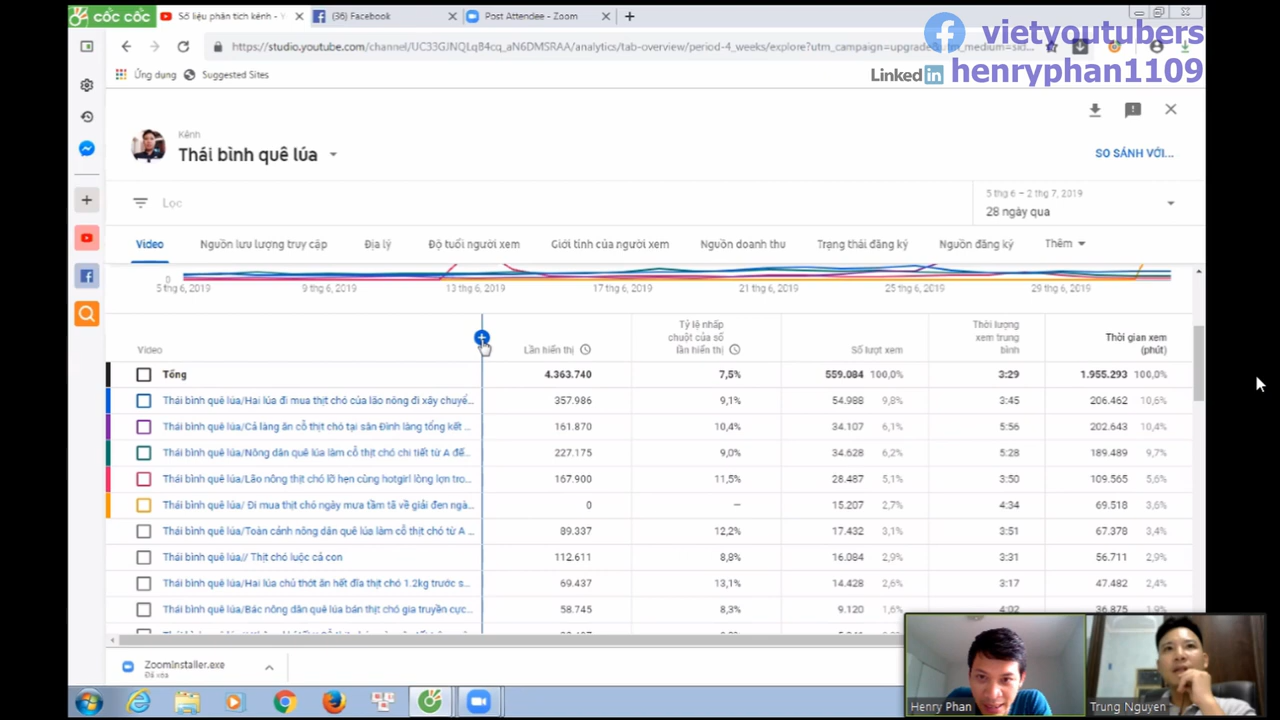 cốc cốc
Số liệu phân tích kênh - Y
(36) Facebook
Post Attendee - Zoom
vietyoutubers
https://studio.youtube.com/channel/UC33GJNQLq84cq_aN6DMSRAA/analytics/tab-overview/period-4_weeks/explore?utm_campaign=upgrade&utm_medium=
Linked in henryphan1109
Ứng dụng
Suggested Sites
Kênh
Thái bình quê lúa
SO SÁNH VỚI...
Lọc
5 thg 6 – 2 thg 7, 2019
28 ngày qua
Video
Nguồn lưu lượng truy cập
Địa lý
Độ tuổi người xem
Giới tính của người xem
Nguồn doanh thu
Trạng thái đăng ký
Nguồn đăng ký
Thêm
0
5 thg 6, 2019
9 thg 6, 2019
13 thg 6, 2019
17 thg 6, 2019
21 thg 6, 2019
25 thg 6, 2019
29 thg 6, 2019
Video
Lần hiển thị
Tỷ lệ nhấp
chuột của số
lần hiển thị
Số lượt xem
Thời lượng
xem trung
bình
Thời gian xem
(phút)
Tổng 4.363.740 7,5% 559.084 100,0% 3:29 1.955.293 100,0%
Thái bình quê lúa/Hai lúa đi mua thịt chó của lão nông đi xây chuyể... 357.986 9,1% 54.988 9,8% 3:45 206.462 10,6%
Thái bình quê lúa/Cả làng ăn cỗ thịt chó tại sân Đình làng tổng kết ... 161.870 10,4% 34.107 6,1% 5:56 202.643 10,4%
Thái bình quê lúa/Nông dân quê lúa làm cỗ thịt chó chi tiết từ A đế... 227.175 9,0% 34.628 6,2% 5:28 189.489 9,7%
Thái bình quê lúa/Lão nông thịt chó lỡ hẹn cùng hotgirl lòng lợn tro... 167.900 11,5% 28.487 5,1% 3:50 109.565 5,6%
Thái bình quê lúa/ Đi mua thịt chó ngày mưa tầm tã về giải đen ngà... 0 – 15.207 2,7% 4:34 69.518 3,6%
Thái bình quê lúa/Toàn cảnh nông dân quê lúa làm cỗ thịt chó từ A ... 89.337 12,2% 17.432 3,1% 3:51 67.378 3,4%
Thái bình quê lúa// Thịt chó luộc cả con 112.611 8,8% 16.084 2,9% 3:31 56.711 2,9%
Thái bình quê lúa/Hai lúa chủ thớt ăn hết đĩa thịt chó 1.2kg trước s... 69.437 13,1% 14.428 2,6% 3:17 47.482 2,4%
Thái bình quê lúa/Bác nông dân quê lúa bán thịt chó gia truyền cực... 58.745 8,3% 9.120 1,6% 4:02 36.875 1,9%
ZoomInstaller.exe
Đã xóa
Henry Phan
Trung Nguyen